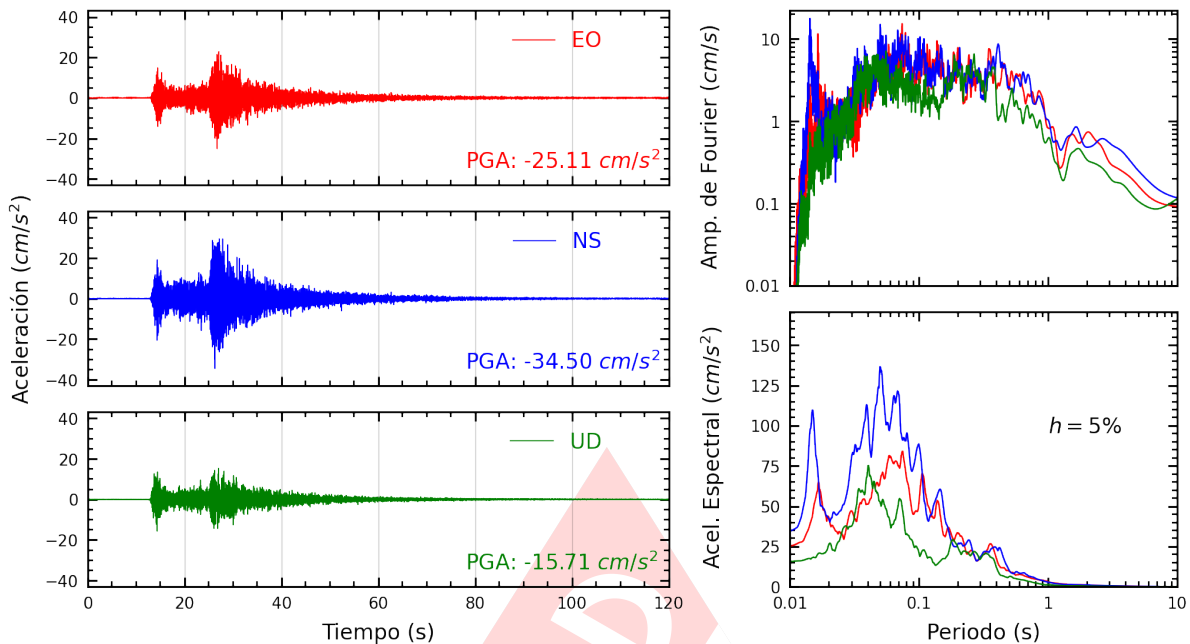 Aceleración (cm/s²)
40
20
0
−20
−40
EO
PGA: -25.11 cm/s²
40
20
0
−20
−40
NS
PGA: -34.50 cm/s²
40
20
0
−20
−40
UD
PGA: -15.71 cm/s²
0 20 40 60 80 100 120
Tiempo (s)
Amp. de Fourier (cm/s)
10
1
0.1
0.01
Acel. Espectral (cm/s²)
150
125
100
75
50
25
0
h = 5%
0.01 0.1 1 10
Periodo (s)